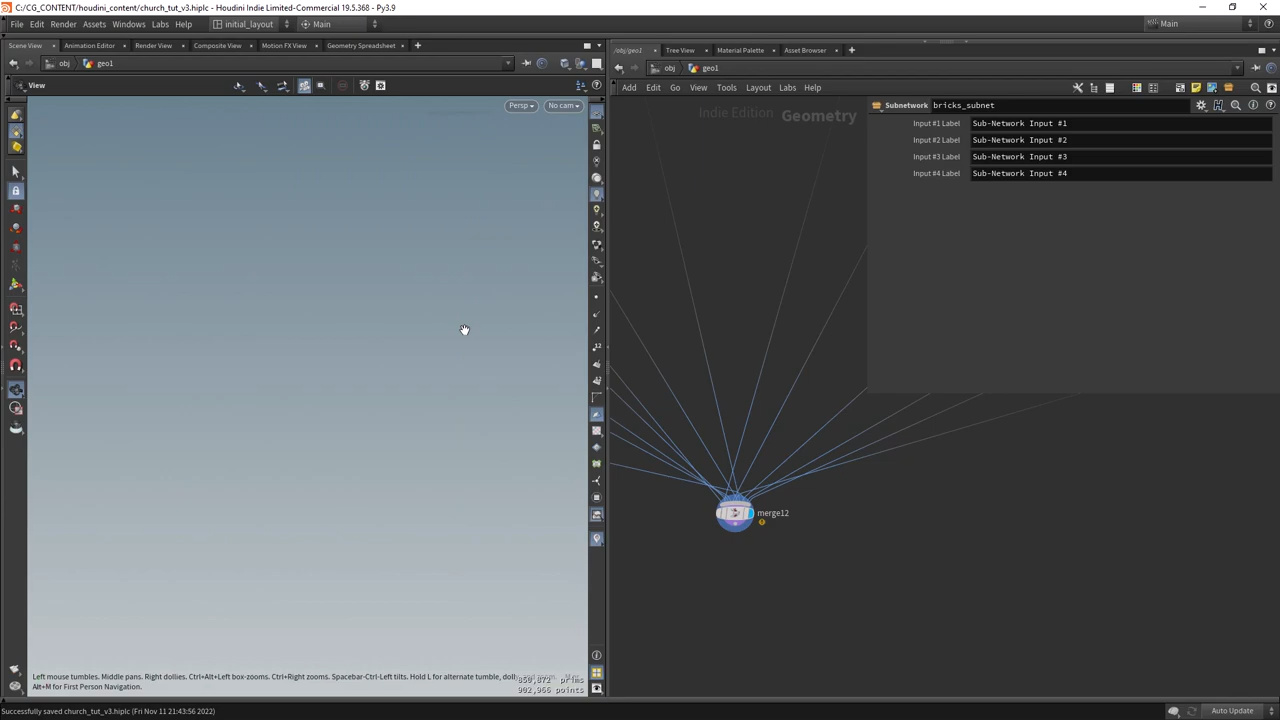 C:/CG_CONTENT/houdini_content/church_tut_v3.hiplc - Houdini Indie Limited-Commercial 19.5.368 - Py3.9
File Edit Render Assets Windows Labs Help initial_layout Main Main
Scene View Animation Editor Render View Composite View Motion FX View Geometry Spreadsheet
/obj/geo1 Tree View Material Palette Asset Browser
obj geo1
obj geo1
View
Add Edit Go View Tools Layout Labs Help
Persp No cam
Indie Edition Geometry
Subnetwork bricks_subnet
Input #1 Label Sub-Network Input #1
Input #2 Label Sub-Network Input #2
Input #3 Label Sub-Network Input #3
Input #4 Label Sub-Network Input #4
merge12
Left mouse tumbles. Middle pans. Right dollies. Ctrl+Alt+Left box-zooms. Ctrl+Right zooms. Spacebar-Ctrl-Left tilts. Hold L for alternate tumble, dolly,
prims
Alt+M for First Person Navigation.
902,966 points
Successfully saved church_tut_v3.hiplc (Fri Nov 11 21:43:56 2022)
Auto Update